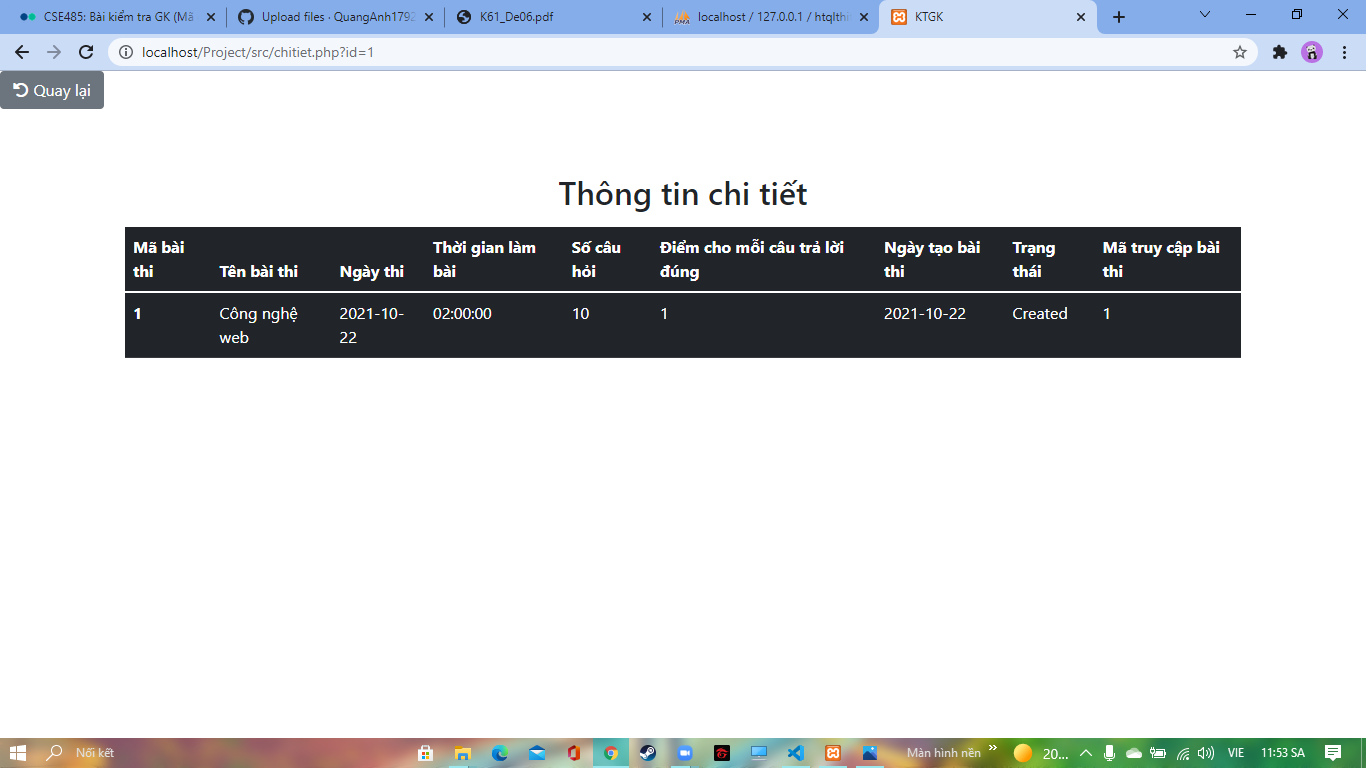 CSE485: Bài kiểm tra GK (Mã
Upload files · QuangAnh1792
K61_De06.pdf
localhost / 127.0.0.1 / htqlthi
KTGK
localhost/Project/src/chitiet.php?id=1
Quay lại
Thông tin chi tiết
Mã bài thi
Tên bài thi
Ngày thi
Thời gian làm bài
Số câu hỏi
Điểm cho mỗi câu trả lời đúng
Ngày tạo bài thi
Trạng thái
Mã truy cập bài thi
1
Công nghệ web
2021-10-22
02:00:00
10
1
2021-10-22
Created
1
Nối kết
Màn hình nền
20...
VIE
11:53 SA